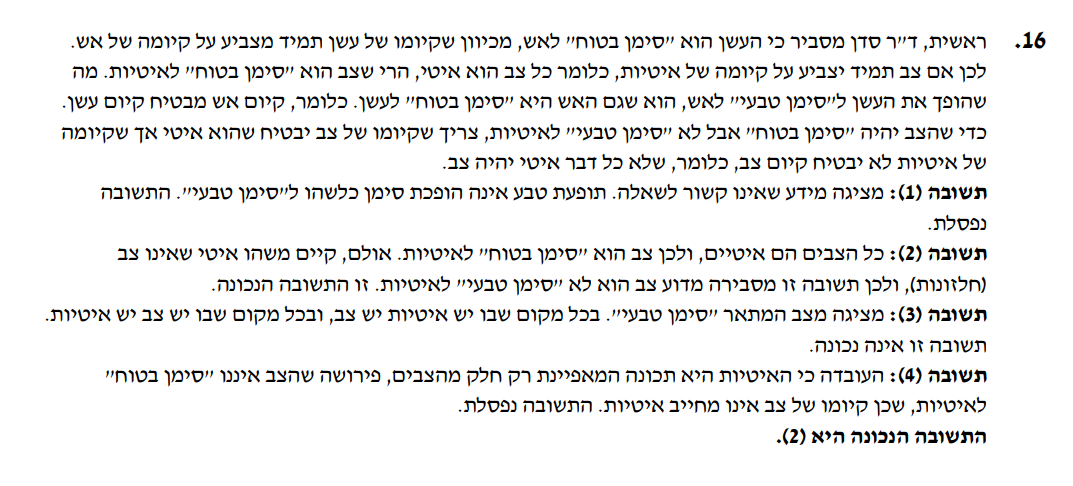 16. ראשית, ד״ר סדן מסביר כי העשן הוא ״סימן בטוח״ לאש, מכיוון שקיומו של עשן תמיד מצביע על קיומה של אש.
לכן אם צב תמיד יצביע על קיומה של איטיות, כלומר כל צב הוא איטי, הרי שצב הוא ״סימן בטוח״ לאיטיות. מה
שהופך את העשן ל״סימן טבעי״ לאש, הוא שגם האש היא ״סימן בטוח״ לעשן. כלומר, קיום אש מבטיח קיום עשן.
כדי שהצב יהיה ״סימן בטוח״ אבל לא ״סימן טבעי״ לאיטיות, צריך שקיומו של צב יבטיח שהוא איטי אך שקיומה
של איטיות לא יבטיח קיום צב, כלומר, שלא כל דבר איטי יהיה צב.
תשובה (1): מציגה מידע שאינו קשור לשאלה. תופעת טבע אינה הופכת סימן כלשהו ל״סימן טבעי״. התשובה
נפסלת.
תשובה (2): כל הצבים הם איטיים, ולכן צב הוא ״סימן בטוח״ לאיטיות. אולם, קיים משהו איטי שאינו צב
(חלזונות), ולכן תשובה זו מסבירה מדוע צב הוא לא ״סימן טבעי״ לאיטיות. זו התשובה הנכונה.
תשובה (3): מציגה מצב המתאר ״סימן טבעי״. בכל מקום שבו יש איטיות יש צב, ובכל מקום שבו יש צב יש איטיות.
תשובה זו אינה נכונה.
תשובה (4): העובדה כי האיטיות היא תכונה המאפיינת רק חלק מהצבים, פירושה שהצב איננו ״סימן בטוח״
לאיטיות, שכן קיומו של צב אינו מחייב איטיות. התשובה נפסלת.
התשובה הנכונה היא (2).